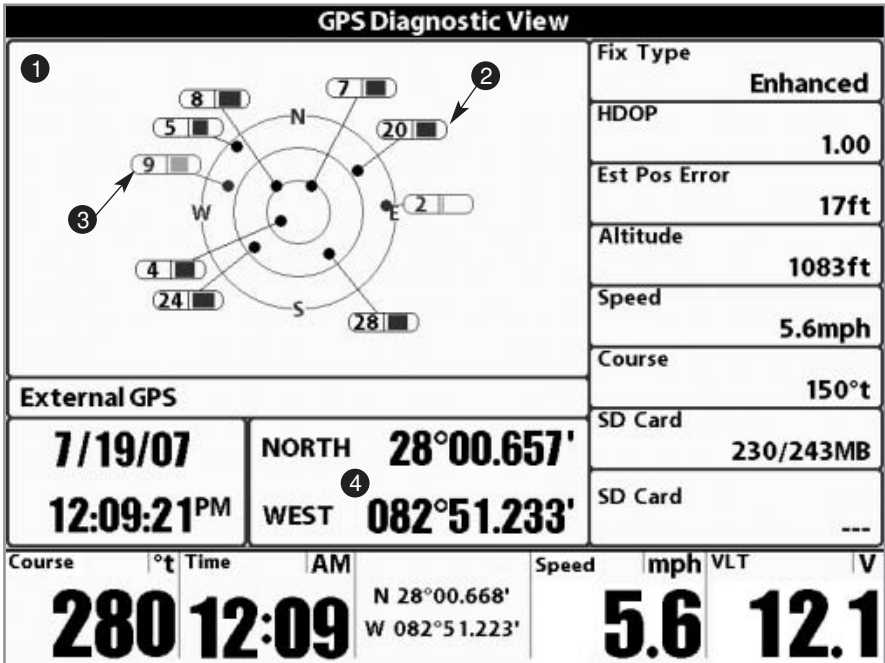 GPS Diagnostic View
1
2
3
N
W
E
S
8
7
5
20
9
2
4
24
28
External GPS
7/19/07
12:09:21PM
NORTH 28°00.657'
4
WEST 082°51.233'
Fix Type
Enhanced
HDOP
1.00
Est Pos Error
17ft
Altitude
1083ft
Speed
5.6mph
Course
150°t
SD Card
230/243MB
SD Card
---
Course °t
280
Time AM
12:09
N 28°00.668'
W 082°51.223'
Speed mph
5.6
VLT V
12.1